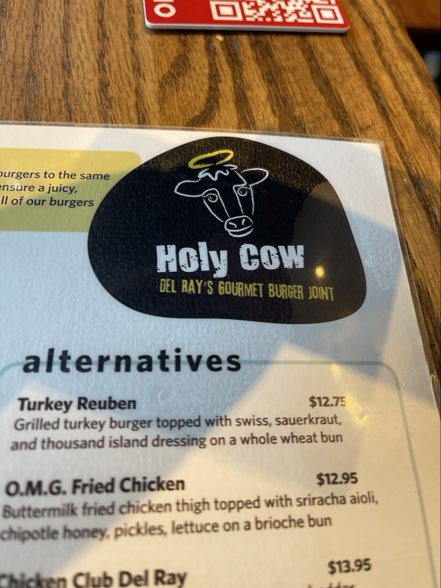 burgers to the same
ensure a juicy,
all of our burgers
Holy Cow
DEL RAY'S GOURMET BURGER JOINT
alternatives
Turkey Reuben $12.75
Grilled turkey burger topped with swiss, sauerkraut,
and thousand island dressing on a whole wheat bun
O.M.G. Fried Chicken $12.95
Buttermilk fried chicken thigh topped with sriracha aioli,
chipotle honey, pickles, lettuce on a brioche bun
Chicken Club Del Ray $13.95